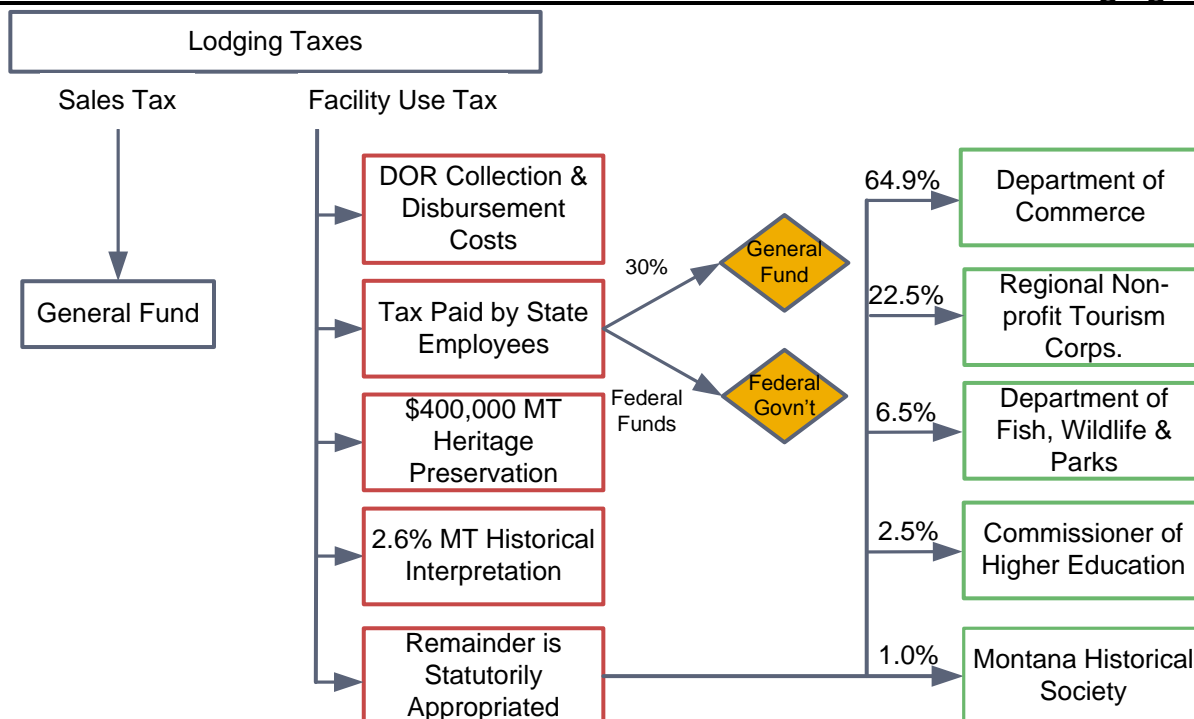 Lodging Taxes
Sales Tax
Facility Use Tax
General Fund
DOR Collection &
Disbursement
Costs
Tax Paid by State
Employees
30%
General
Fund
Federal
Funds
Federal
Govn't
$400,000 MT
Heritage
Preservation
2.6% MT Historical
Interpretation
Remainder is
Statutorily
Appropriated
64.9%
Department of
Commerce
22.5%
Regional Non-
profit Tourism
Corps.
6.5%
Department of
Fish, Wildlife &
Parks
2.5%
Commissioner of
Higher Education
1.0%
Montana Historical
Society